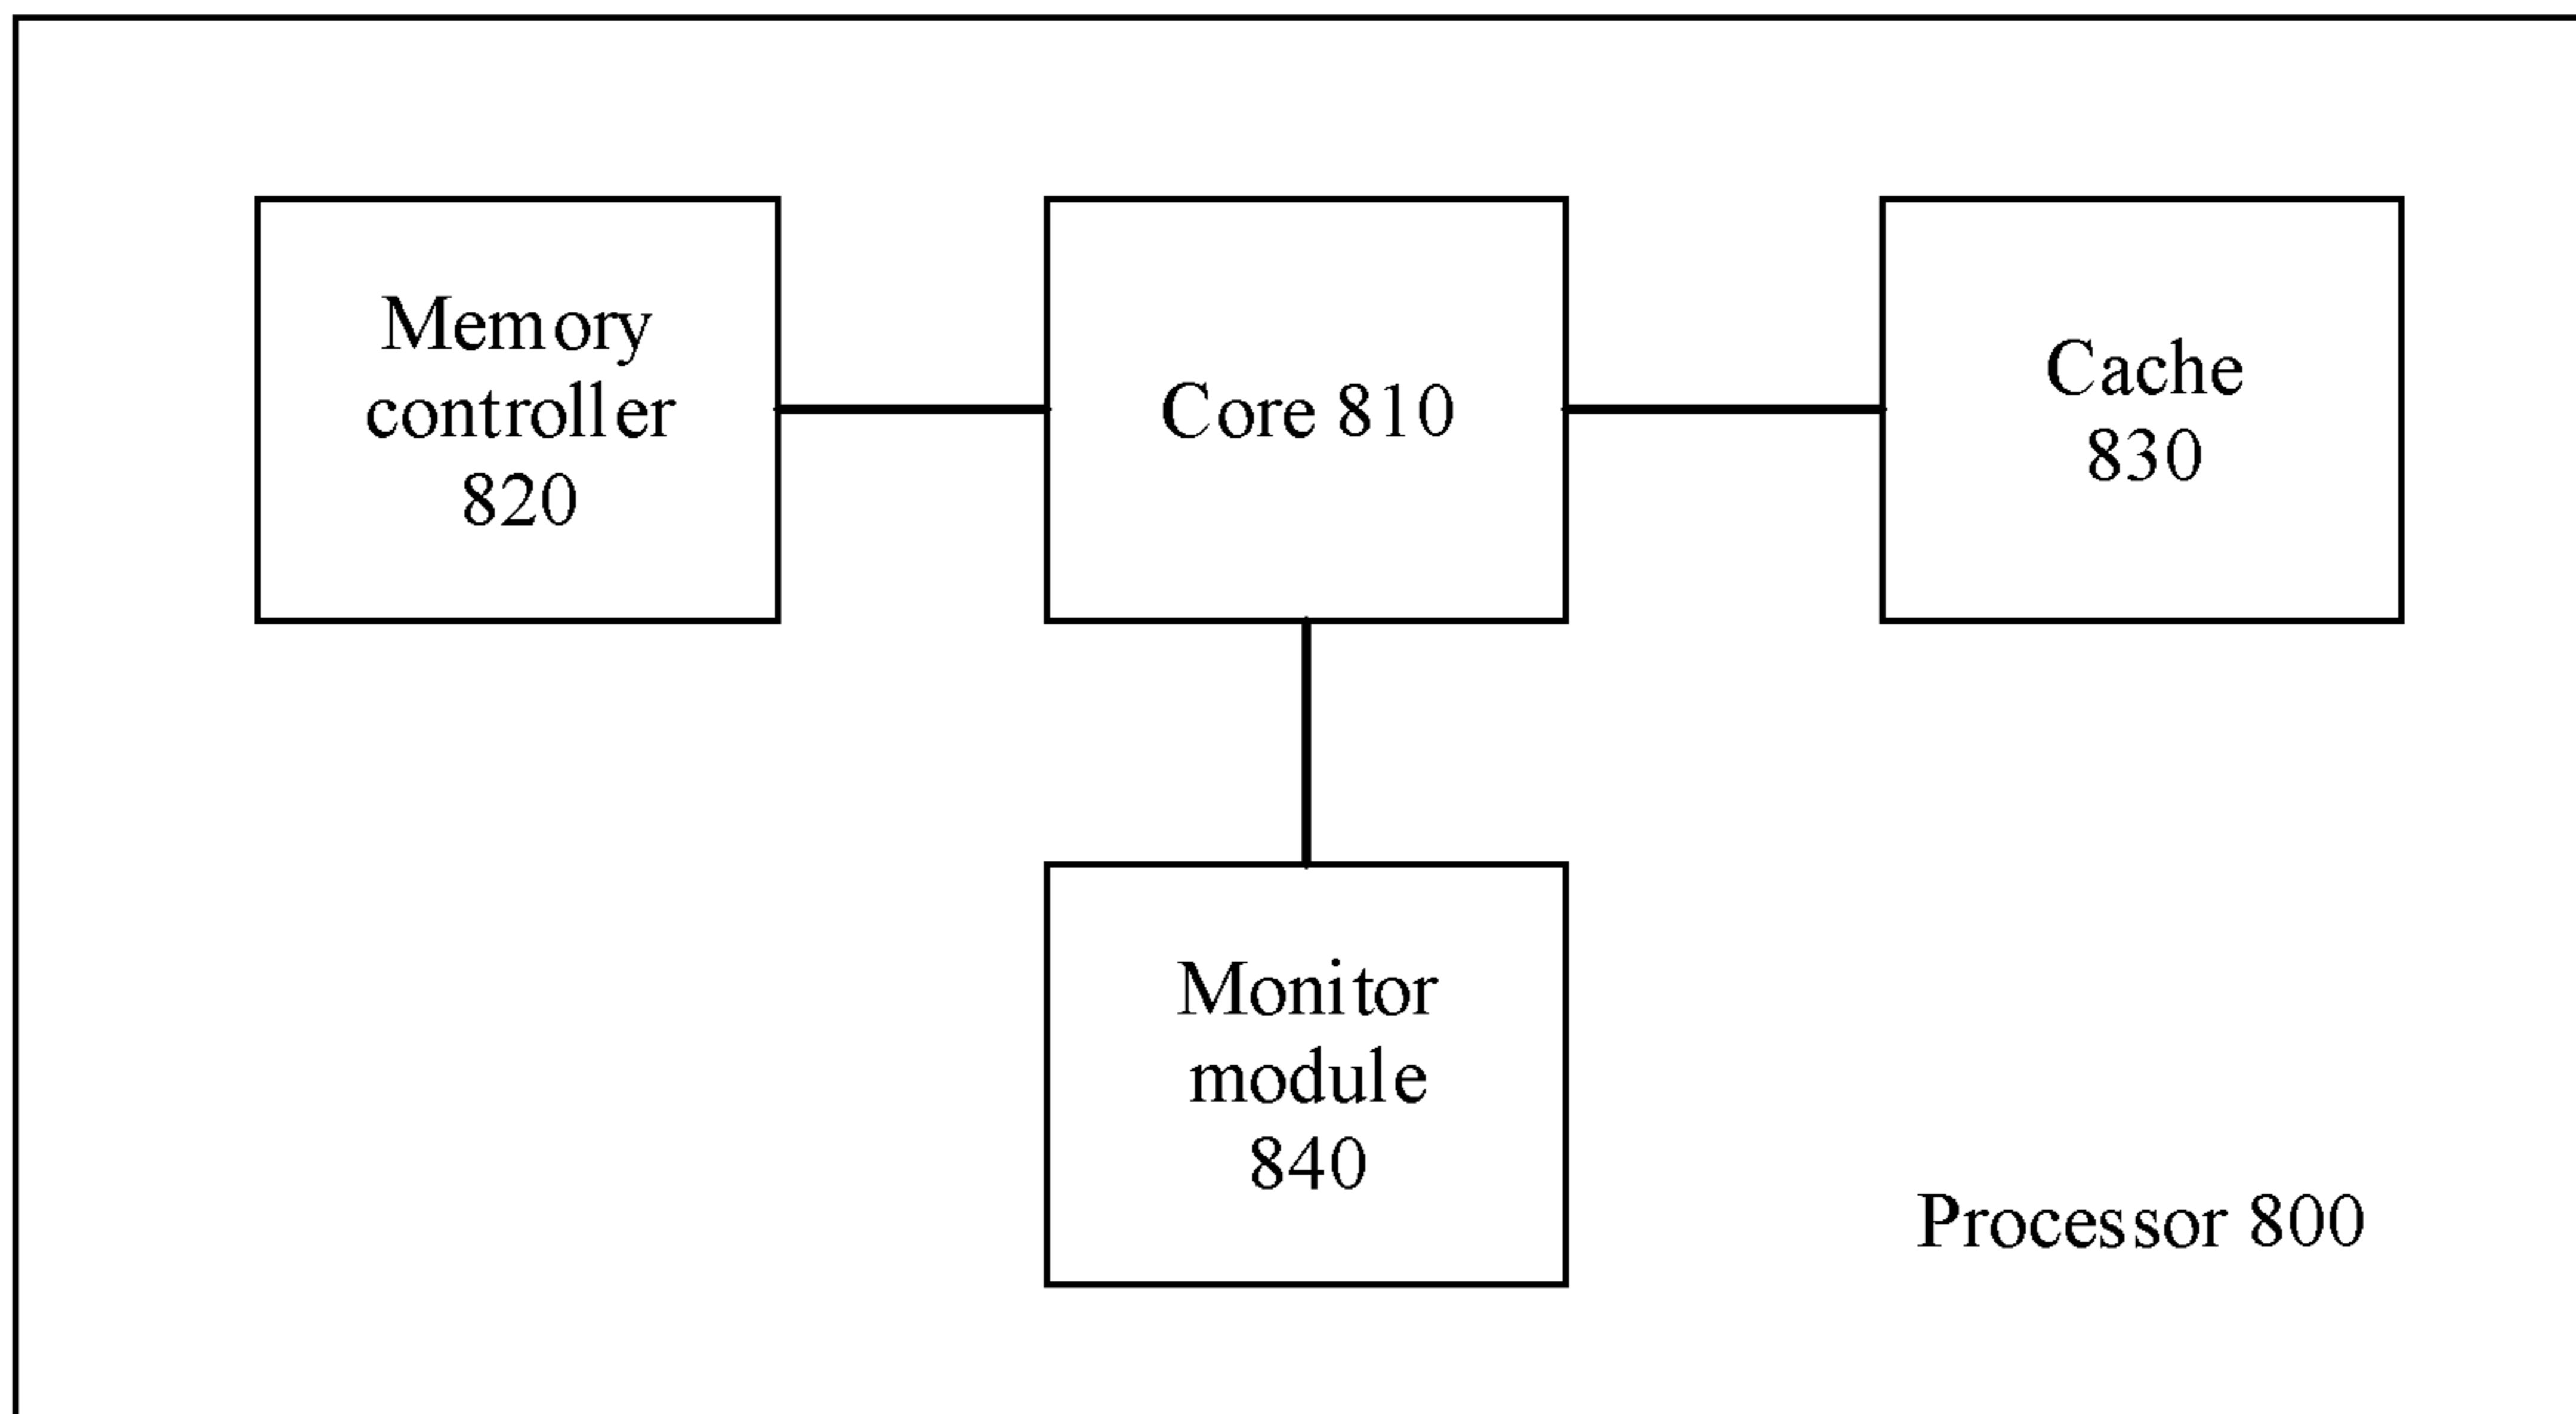 Memory
controller
820
Core 810
Cache
830
Monitor
module
840
Processor 800